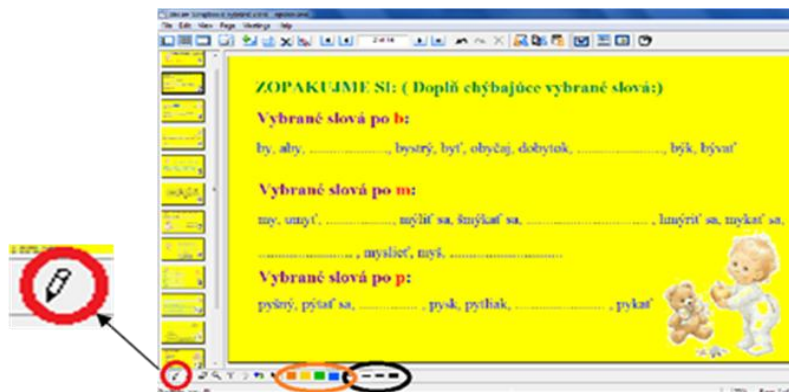 File Edit View Page Meetings Help
ZOPAKUJME SI: ( Doplň chýbajúce vybrané slová:)
Vybrané slová po b:
by, aby, ........................, bystrý, byť, obyčaj, dobytok, ........................, býk, bývať
Vybrané slová po m:
my, umyť, ......................, mýliť sa, šmýkať sa, ........................................, hmýriť sa, mykať sa,
............................... , myslieť, myš, .....................................
Vybrané slová po p:
pyšný, pýtať sa, ...................... , pysk, pytliak, ............................. , pykať